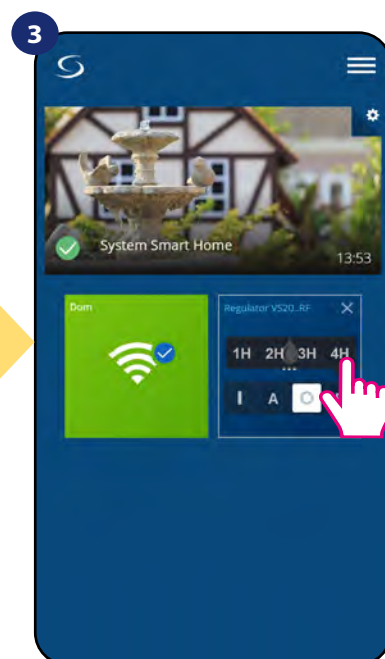 3
System Smart Home
13:53
Dom
Regulator VS20..RF
1H 2H 3H 4H
I A O